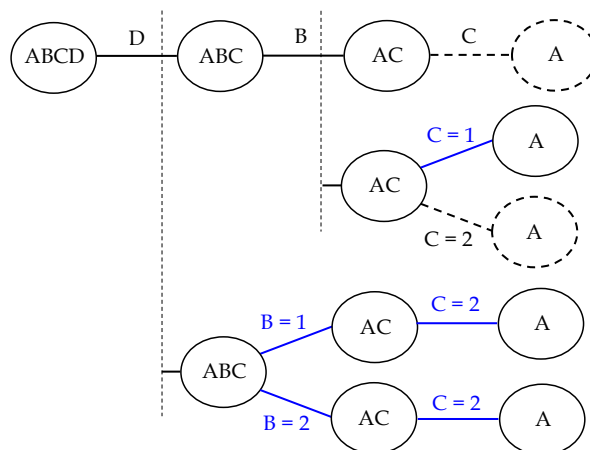 ABCD D ABC B AC C A
C = 1 A
AC
C = 2 A
B = 1 AC C = 2 A
ABC
B = 2 AC C = 2 A